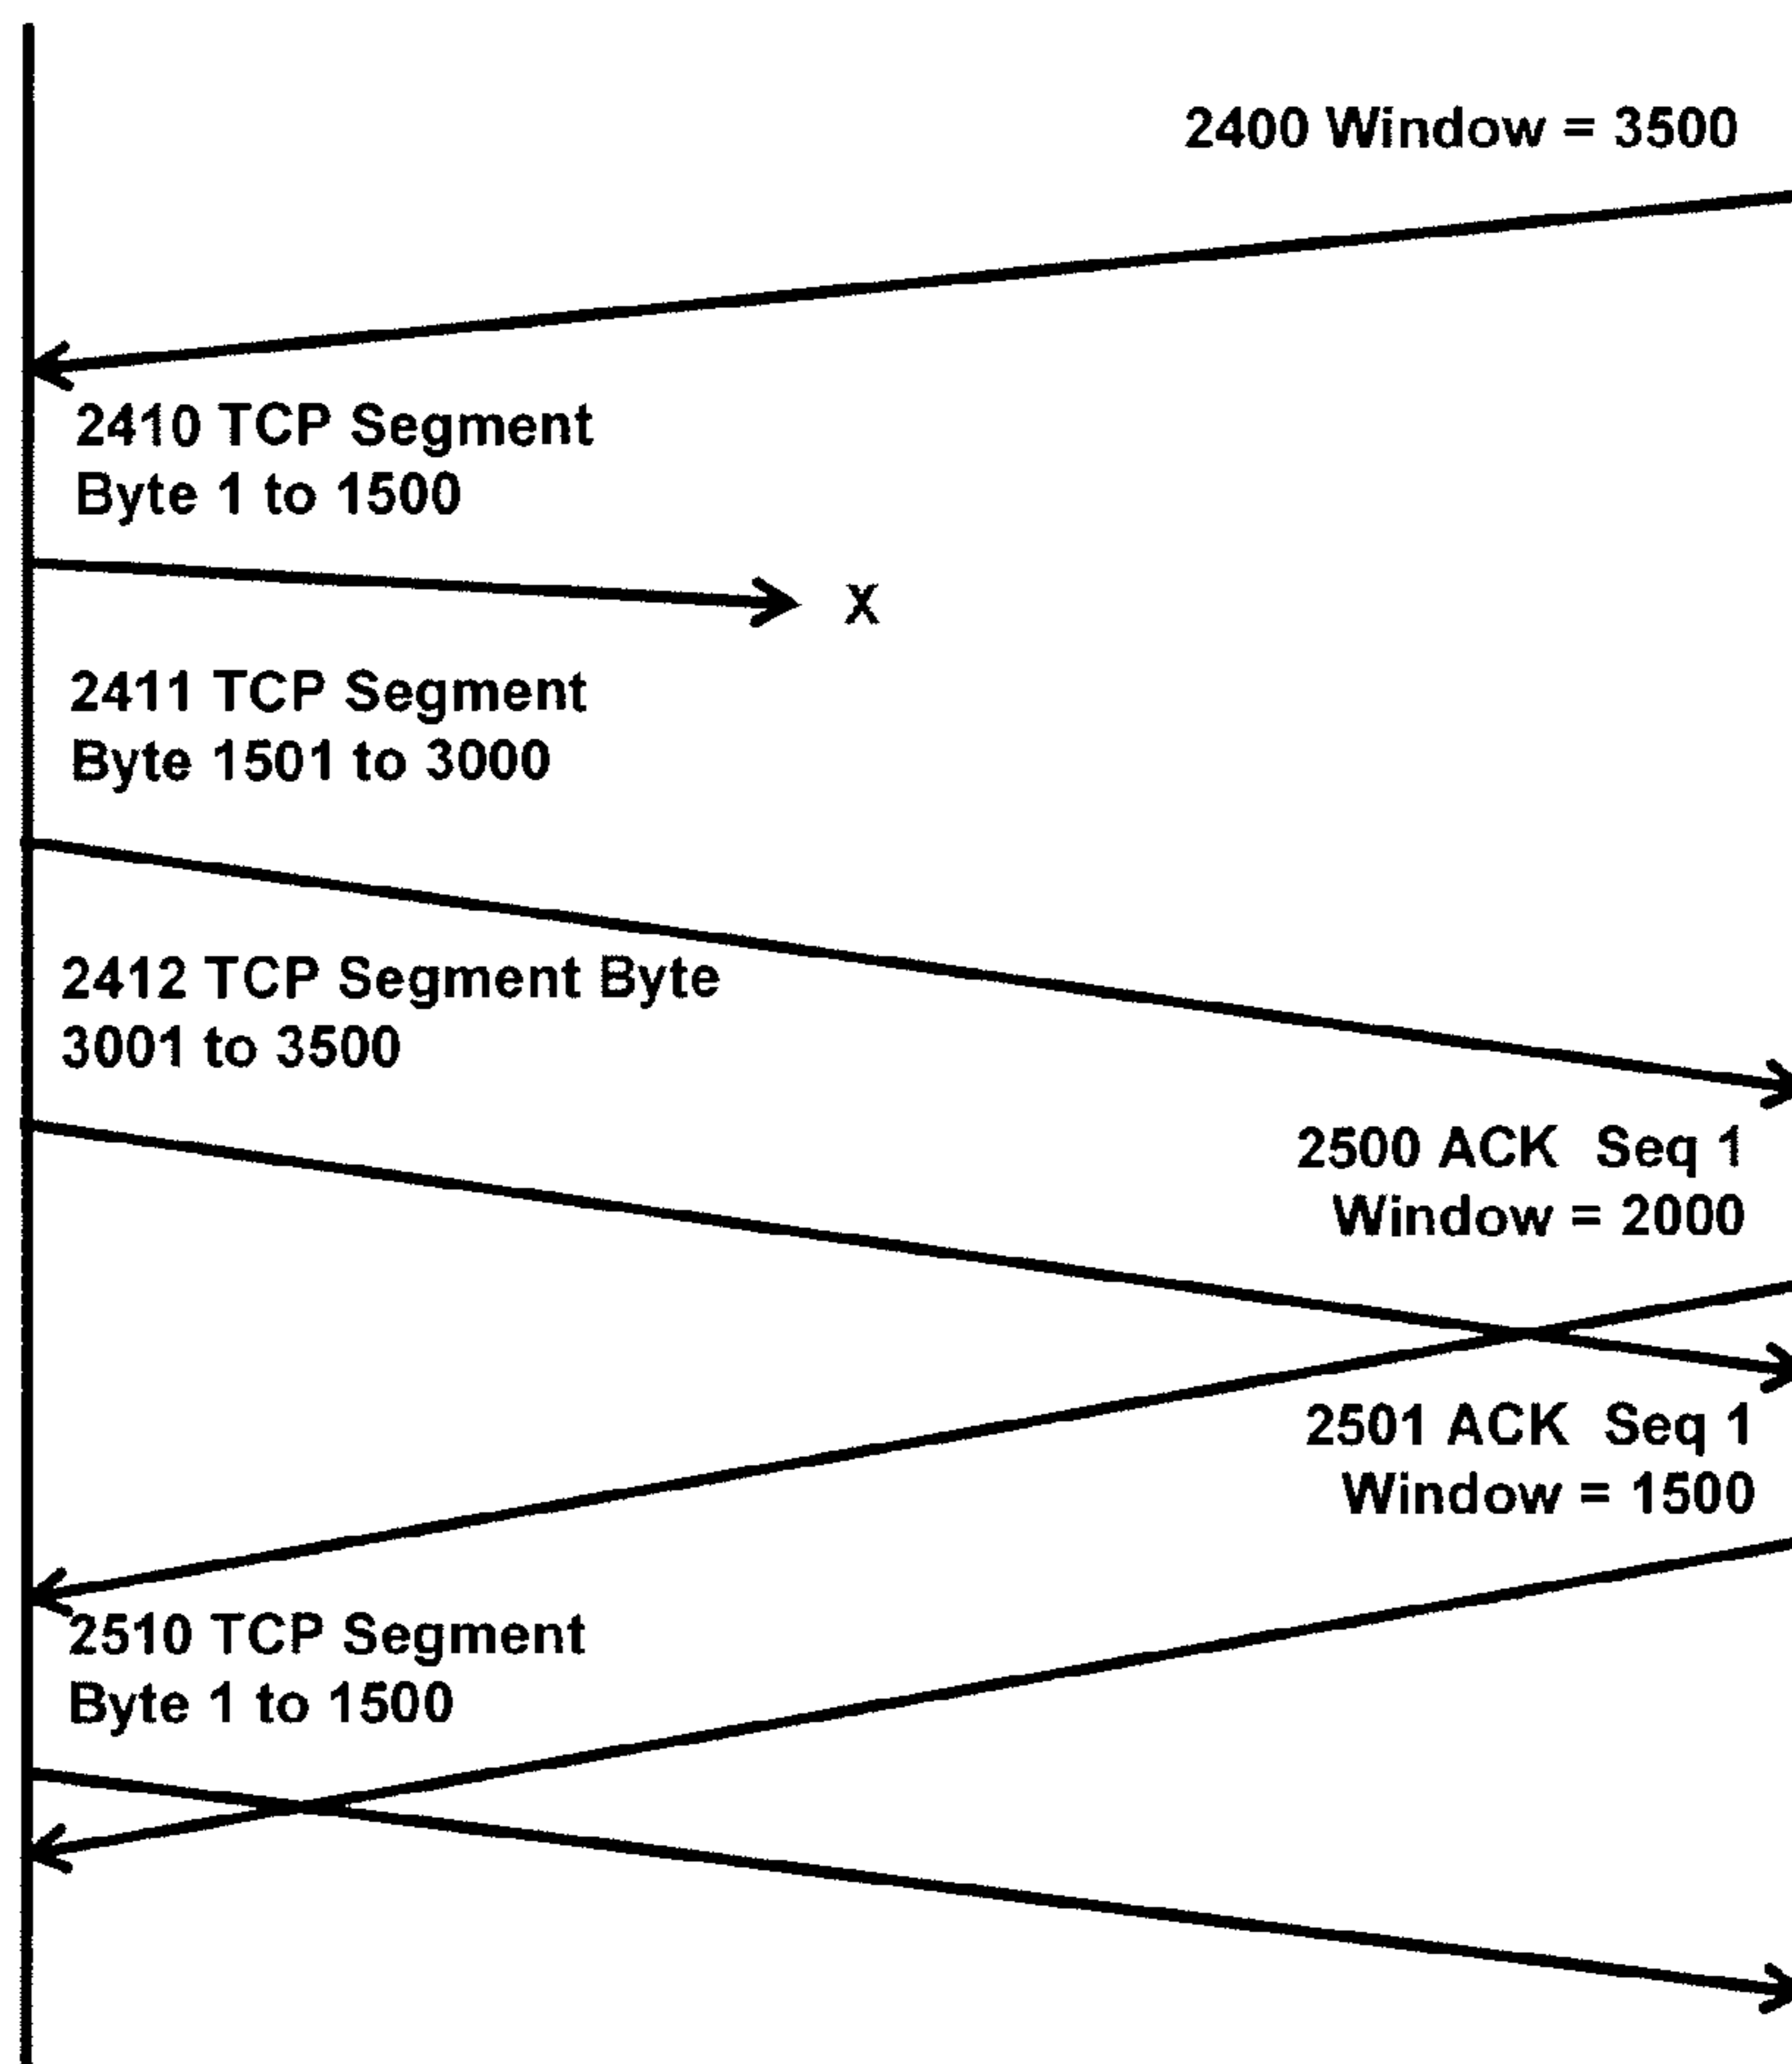 2400 Window = 3500
2410 TCP Segment
Byte 1 to 1500
X
2411 TCP Segment
Byte 1501 to 3000
2412 TCP Segment Byte
3001 to 3500
2500 ACK Seq 1
Window = 2000
2501 ACK Seq 1
Window = 1500
2510 TCP Segment
Byte 1 to 1500